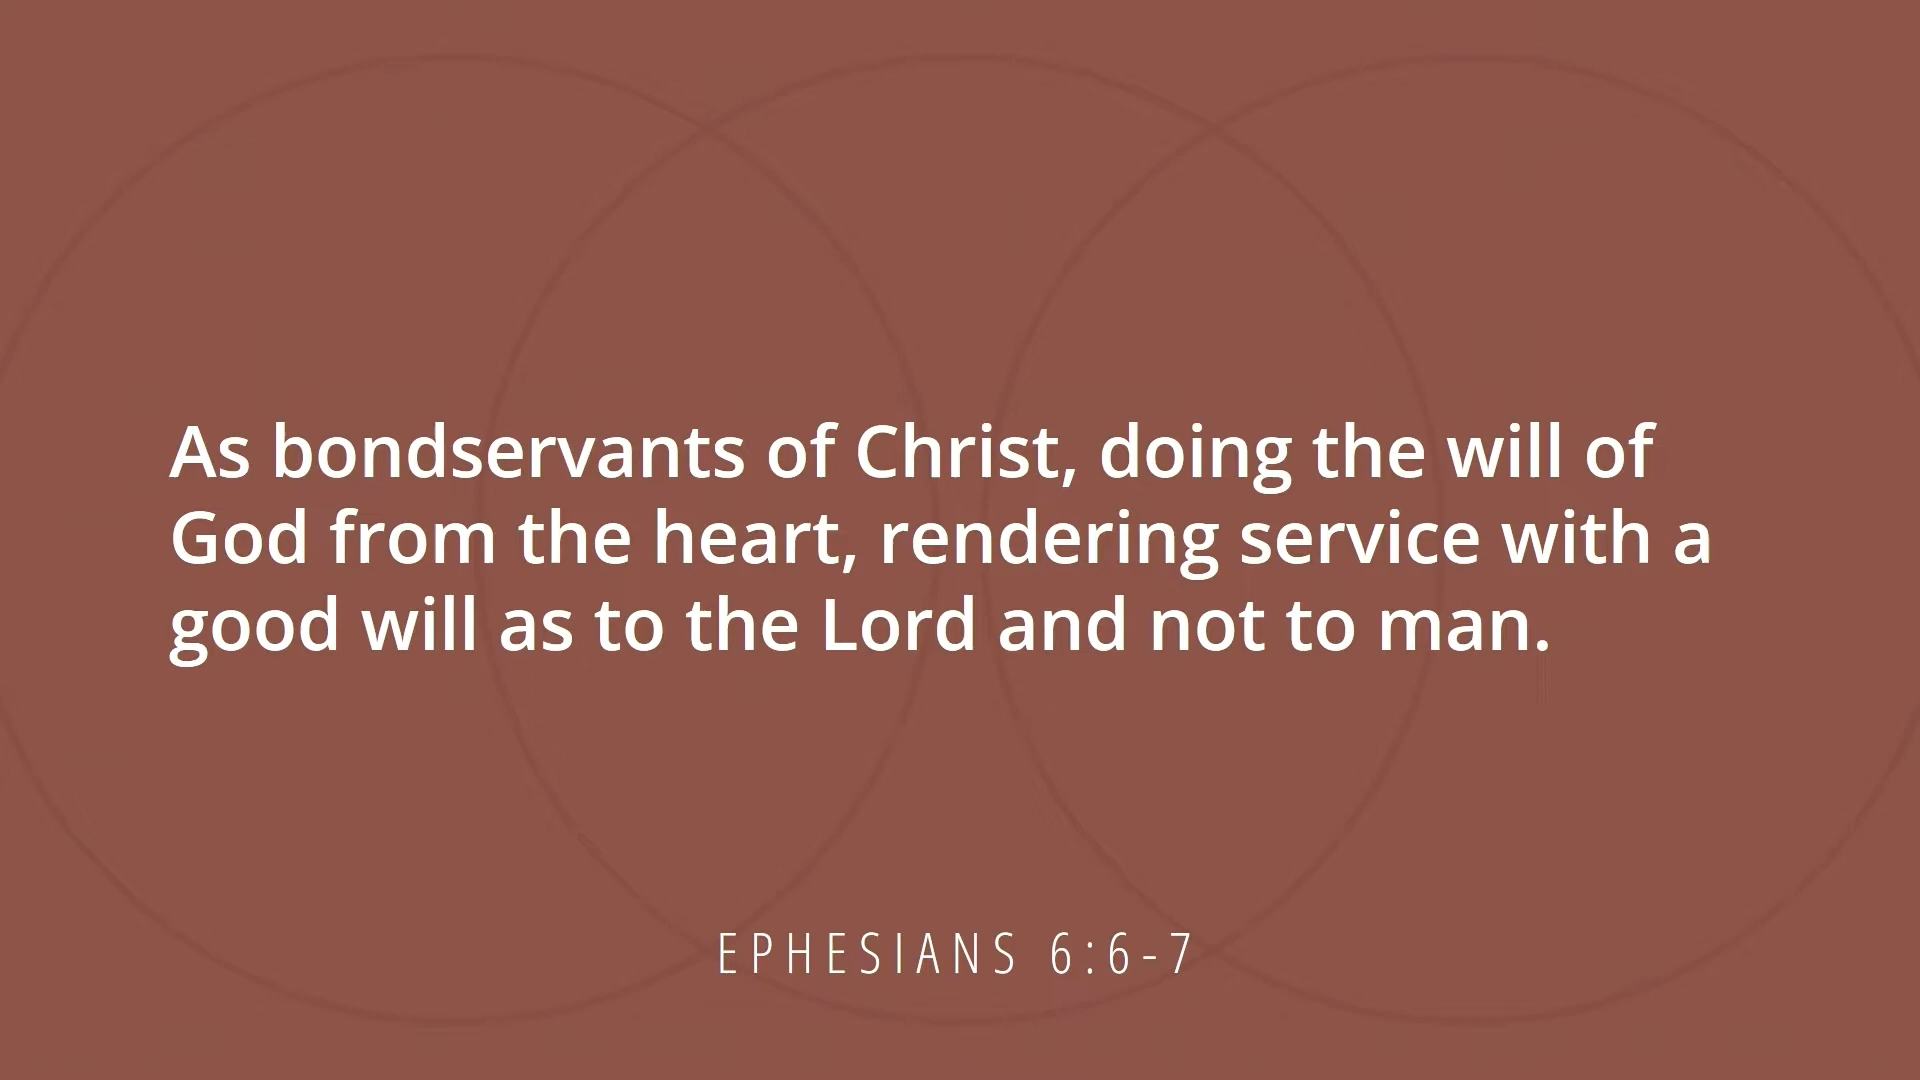 As bondservants of Christ, doing the will of
God from the heart, rendering service with a
good will as to the Lord and not to man.
EPHESIANS 6:6-7